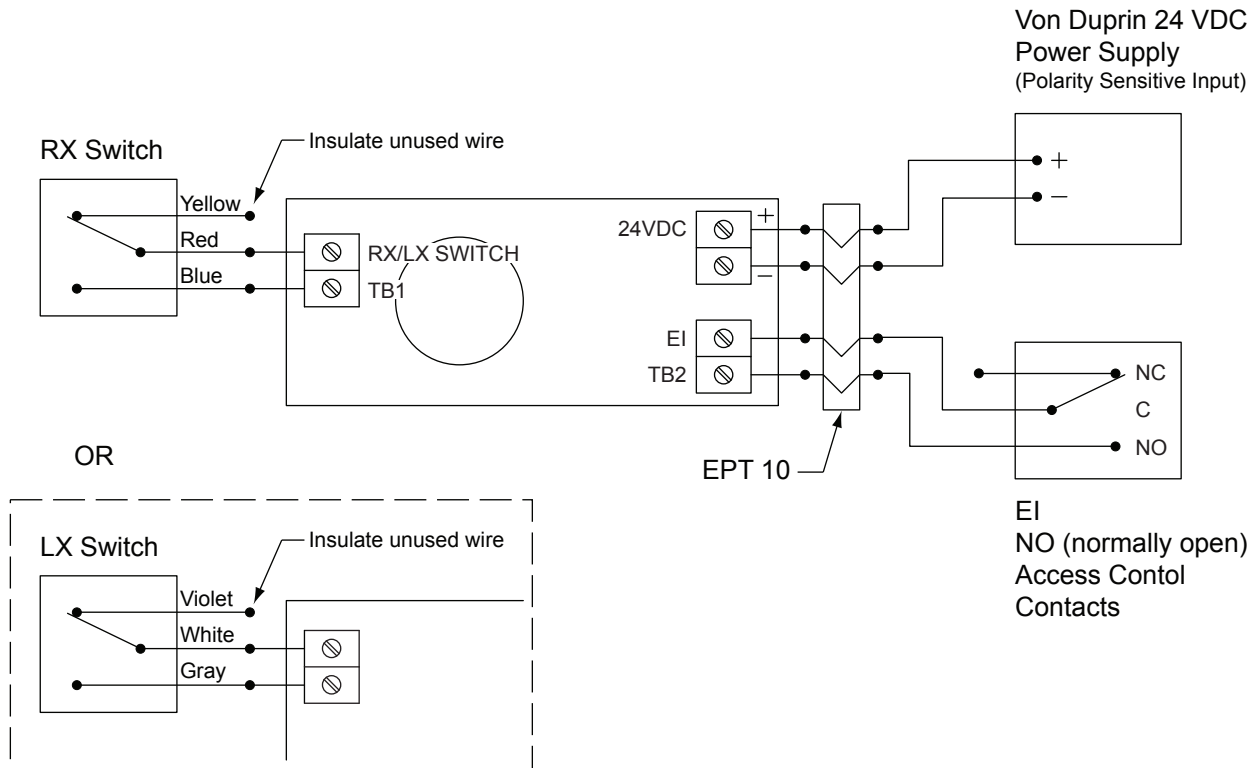 Von Duprin 24 VDC
Power Supply
(Polarity Sensitive Input)
+
−
RX Switch
Insulate unused wire
Yellow
Red
Blue
RX/LX SWITCH
TB1
24VDC
+
−
EI
TB2
NC
C
NO
EPT 10
EI
NO (normally open)
Access Contol
Contacts
OR
LX Switch
Insulate unused wire
Violet
White
Gray